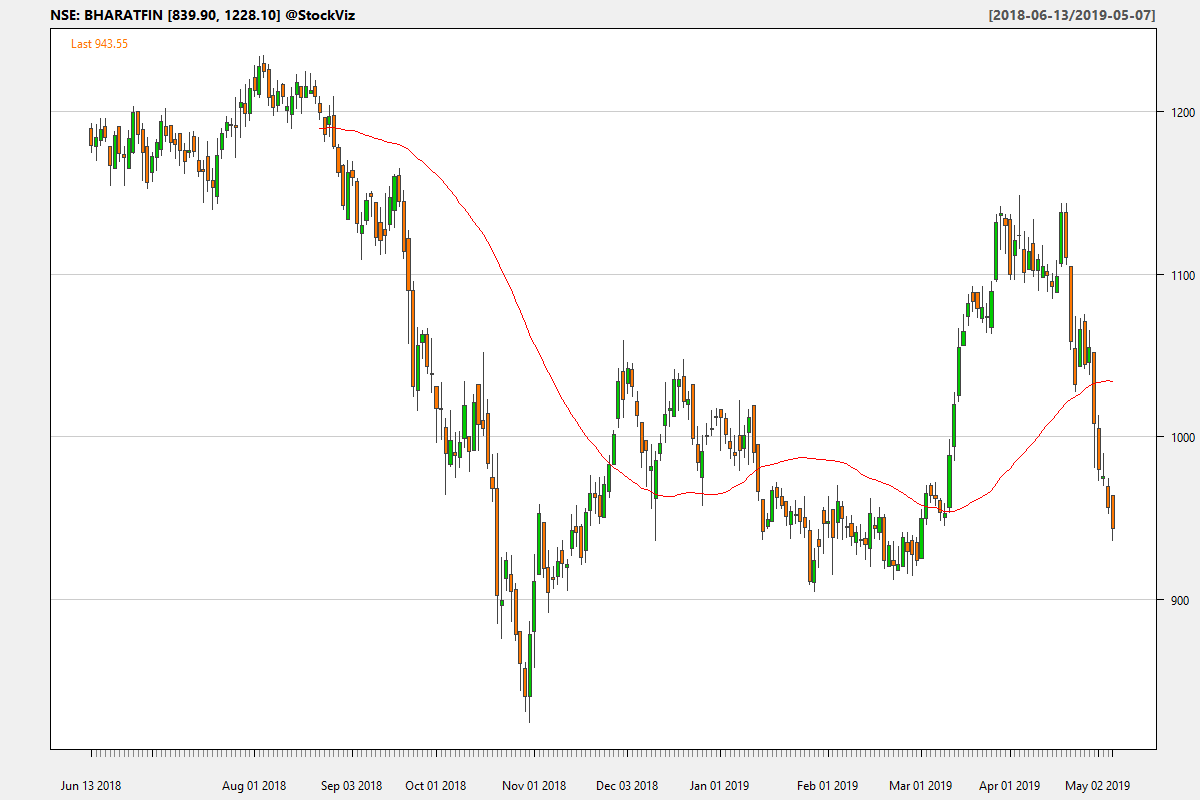 NSE: BHARATFIN [839.90, 1228.10] @StockViz
[2018-06-13/2019-05-07]
Last 943.55
1200
1100
1000
900
Jun 13 2018
Aug 01 2018
Sep 03 2018
Oct 01 2018
Nov 01 2018
Dec 03 2018
Jan 01 2019
Feb 01 2019
Mar 01 2019
Apr 01 2019
May 02 2019